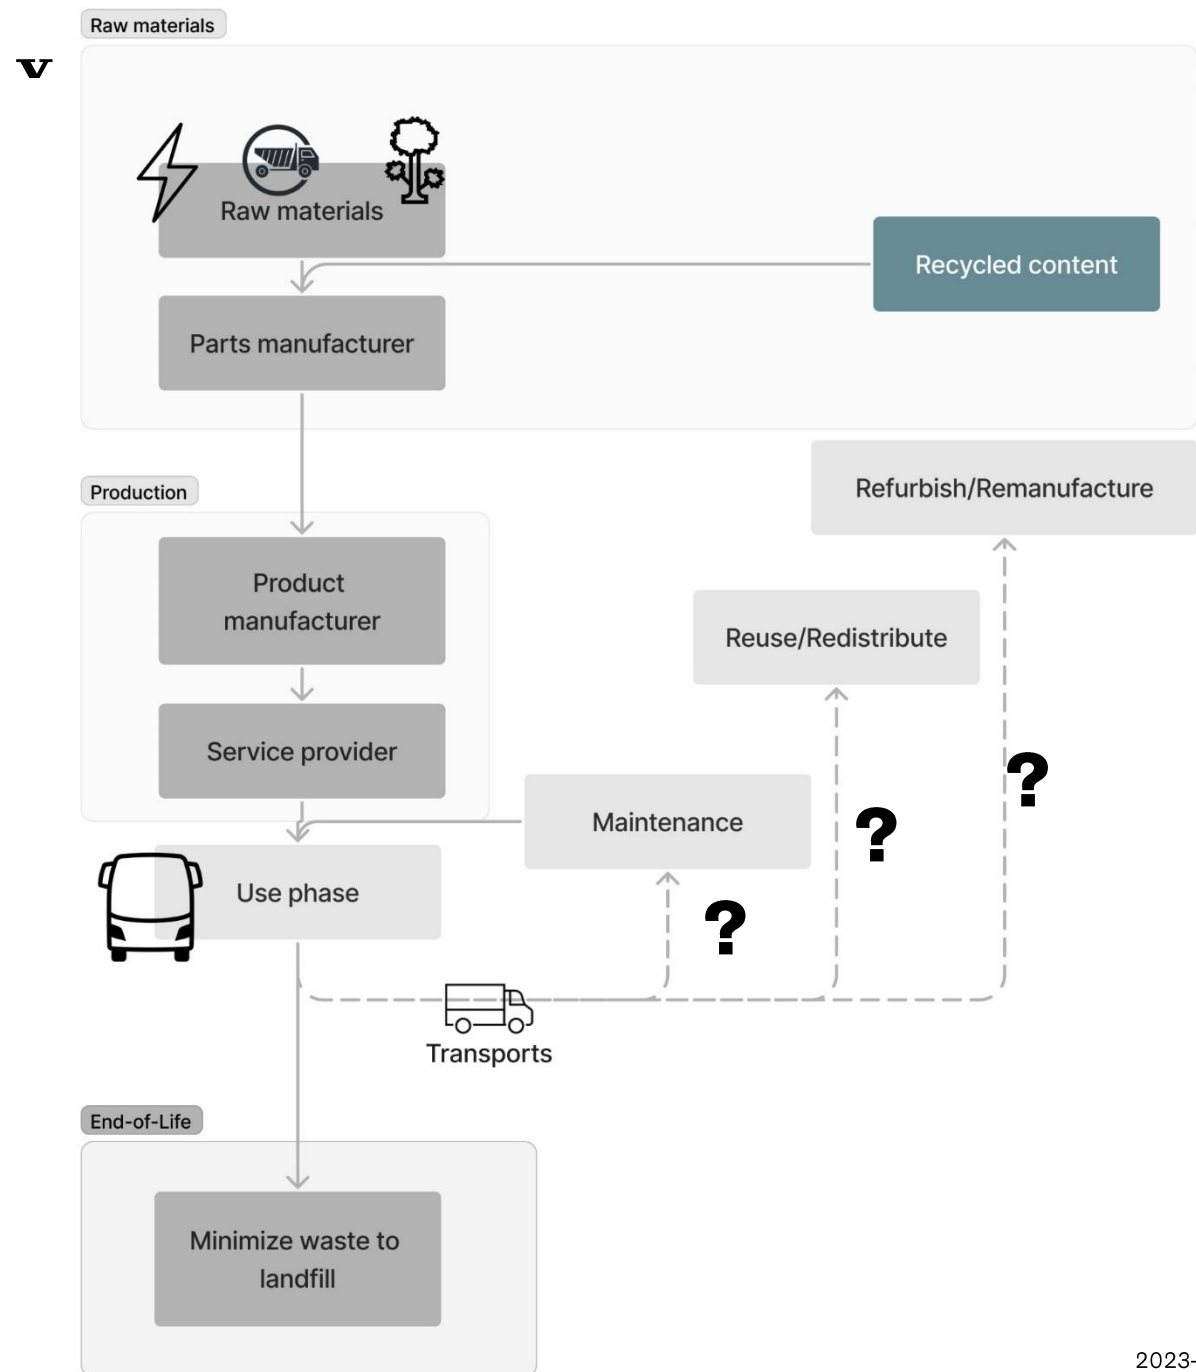 Raw materials
v
Raw materials
Recycled content
Parts manufacturer
Refurbish/Remanufacture
Production
Product
manufacturer
Reuse/Redistribute
Service provider
?
Maintenance
?
Use phase
?
Transports
End-of-Life
Minimize waste to
landfill
2023-